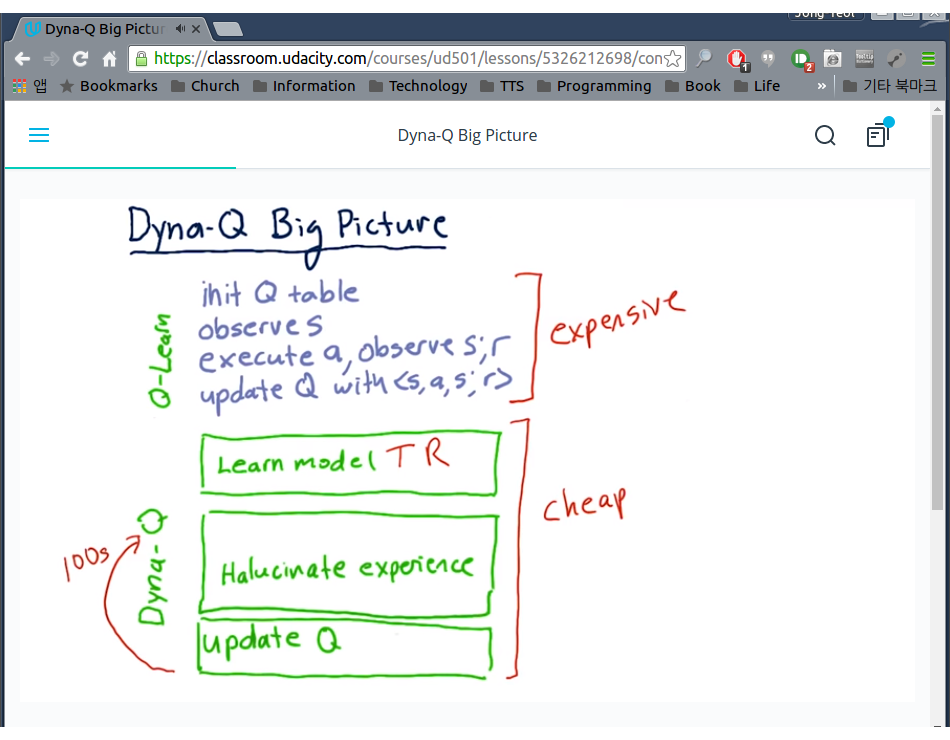 Jong Yeol
Dyna-Q Big Pictur
https://classroom.udacity.com/courses/ud501/lessons/5326212698/con
1
2
앱 Bookmarks Church Information Technology TTS Programming Book Life » 기타 북마크
Dyna-Q Big Picture
Dyna-Q Big Picture
Q-Learn
init Q table
observe s
execute a, observe s', r
update Q with <s, a, s', r>
expensive
Dyna-Q
100s
Learn model T R
Halucinate experience
update Q
cheap